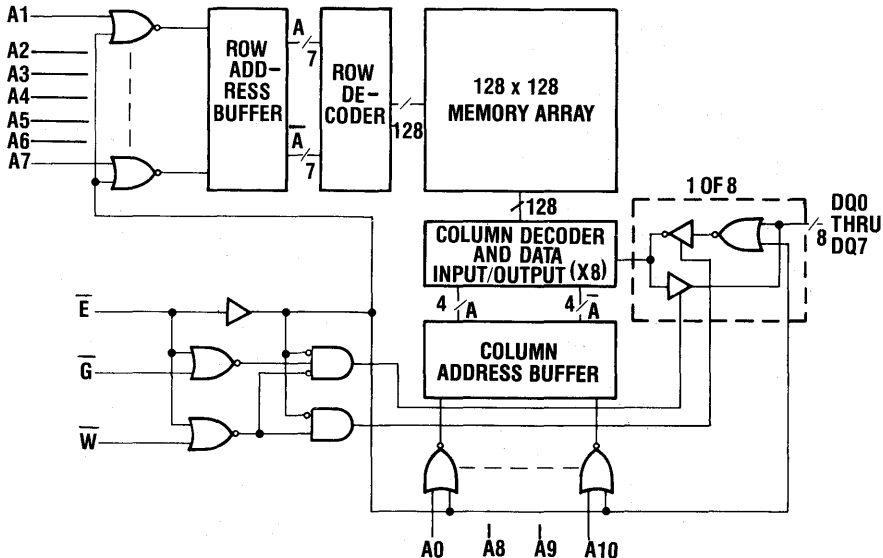 A1
A2
A3
A4
A5
A6
A7
ROW
ADD-
RESS
BUFFER
A
7
A̅
7
ROW
DE-
CODER
128
128 x 128
MEMORY ARRAY
128
1 OF 8
DQ0
THRU
DQ7
8
COLUMN DECODER
AND DATA
INPUT/OUTPUT (X8)
4 A
4 A̅
COLUMN
ADDRESS BUFFER
E̅
G̅
W̅
A0 A8 A9 A10